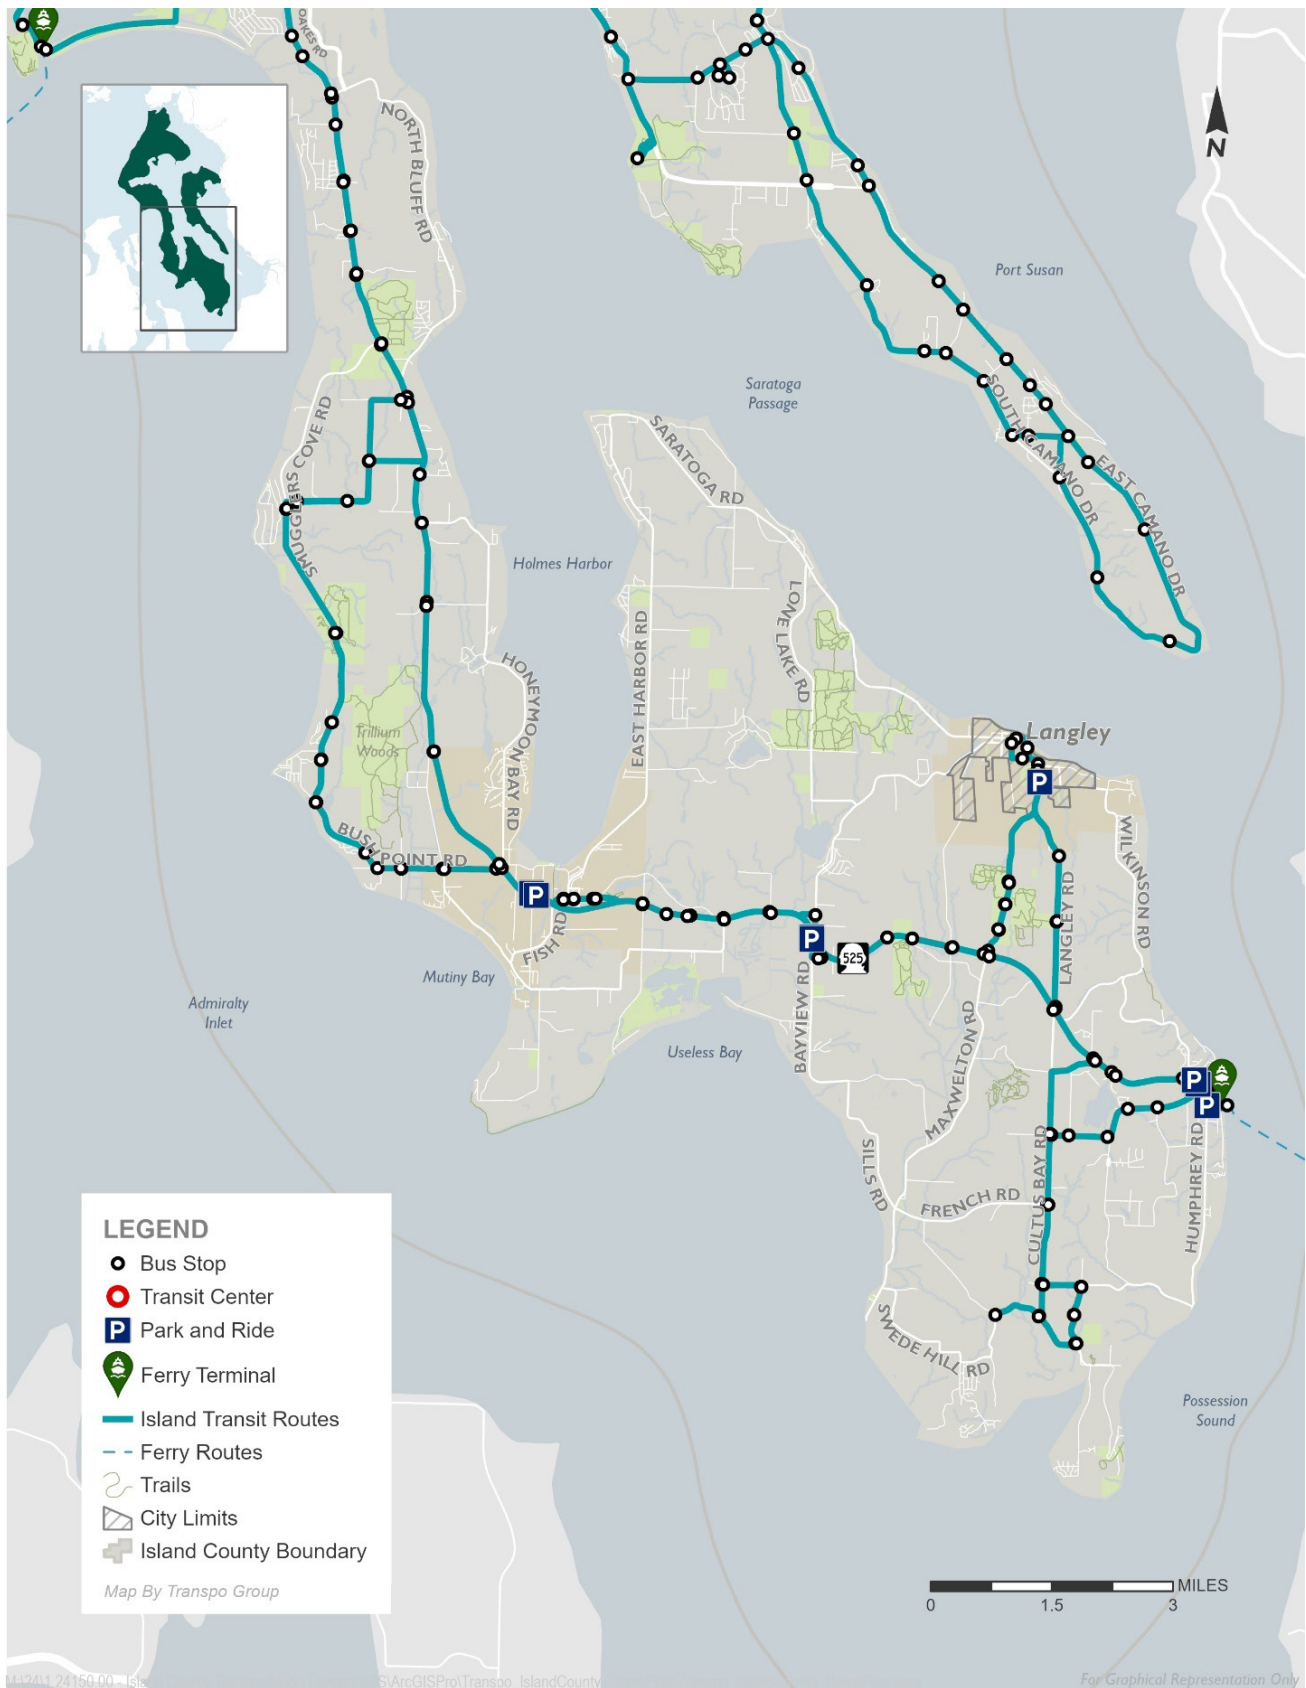 OAKES RD
NORTH BLUFF RD
N
Port Susan
Saratoga
Passage
SMUGGLERS COVE RD
SARATOGA RD
SOUTH CAMANO DR
EAST CAMANO DR
Holmes Harbor
LONE LAKE RD
EAST HARBOR RD
HONEYMOON BAY RD
Trillium
Woods
Langley
P
BUSH POINT RD
WILKINSON RD
LANGLEY RD
P
FISH RD
P
525
Mutiny Bay
Admiralty
Inlet
BAYVIEW RD
Useless Bay
MAXWELTON RD
P
P
CULTUS BAY RD
HUMPHREY RD
SILLS RD
FRENCH RD
SWEDE HILL RD
Possession
Sound
LEGEND
Bus Stop
Transit Center
P Park and Ride
Ferry Terminal
Island Transit Routes
Ferry Routes
Trails
City Limits
Island County Boundary
Map By Transpo Group
MILES
0 1.5 3
For Graphical Representation Only